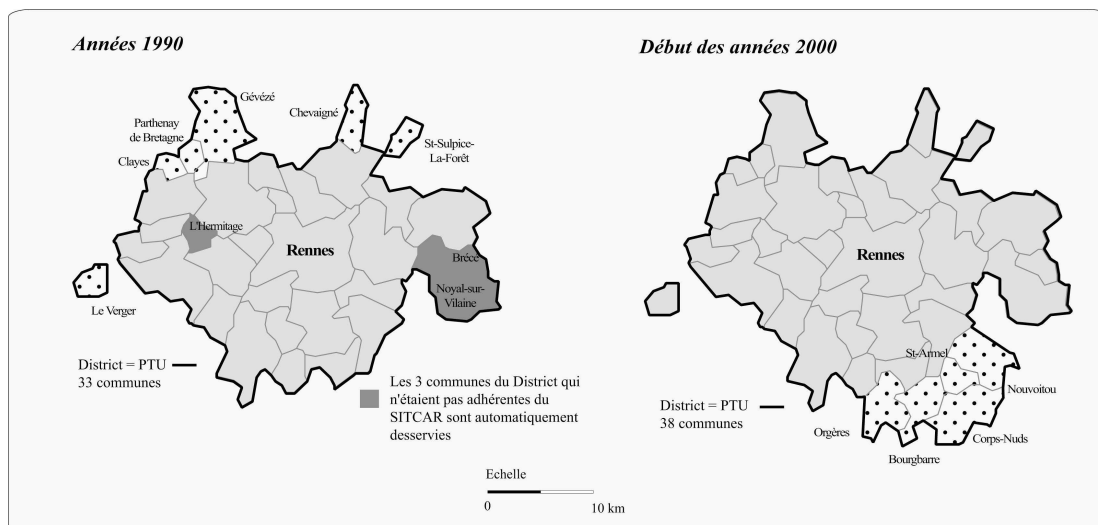 Années 1990
Gévézé
Chevaigné
Parthenay
de Bretagne
St-Sulpice-
La-Forêt
Clayes
L'Hermitage
Rennes
Brécé
Noyal-sur-
Vilaine
Le Verger
District = PTU
33 communes
Les 3 communes du District qui
n'étaient pas adhérentes du
SITCAR sont automatiquement
desservies
Début des années 2000
Rennes
St-Armel
Nouvoitou
District = PTU
38 communes
Orgères
Corps-Nuds
Bourgbarre
Echelle
0 10 km